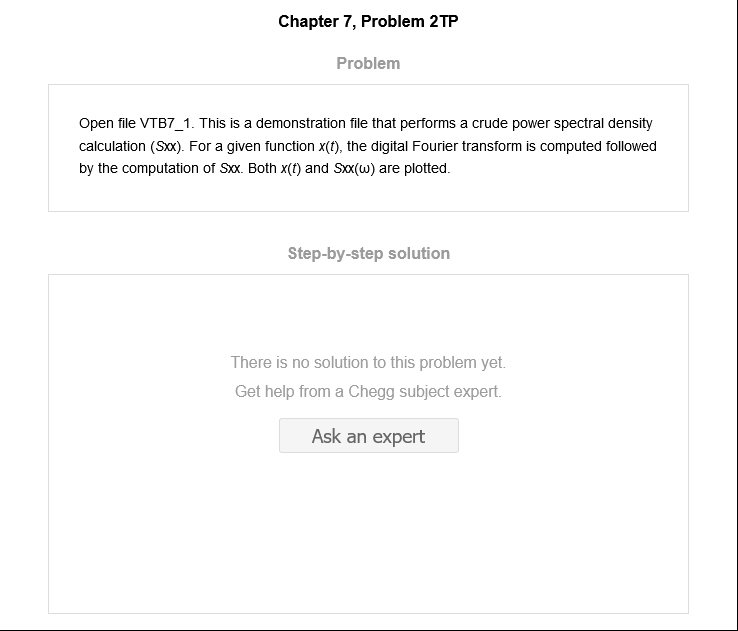 Chapter 7, Problem 2TP
Problem
Open file VTB7_1. This is a demonstration file that performs a crude power spectral density
calculation (Sxx). For a given function x(t), the digital Fourier transform is computed followed
by the computation of Sxx. Both x(t) and Sxx(ω) are plotted.
Step-by-step solution
There is no solution to this problem yet.
Get help from a Chegg subject expert.
Ask an expert